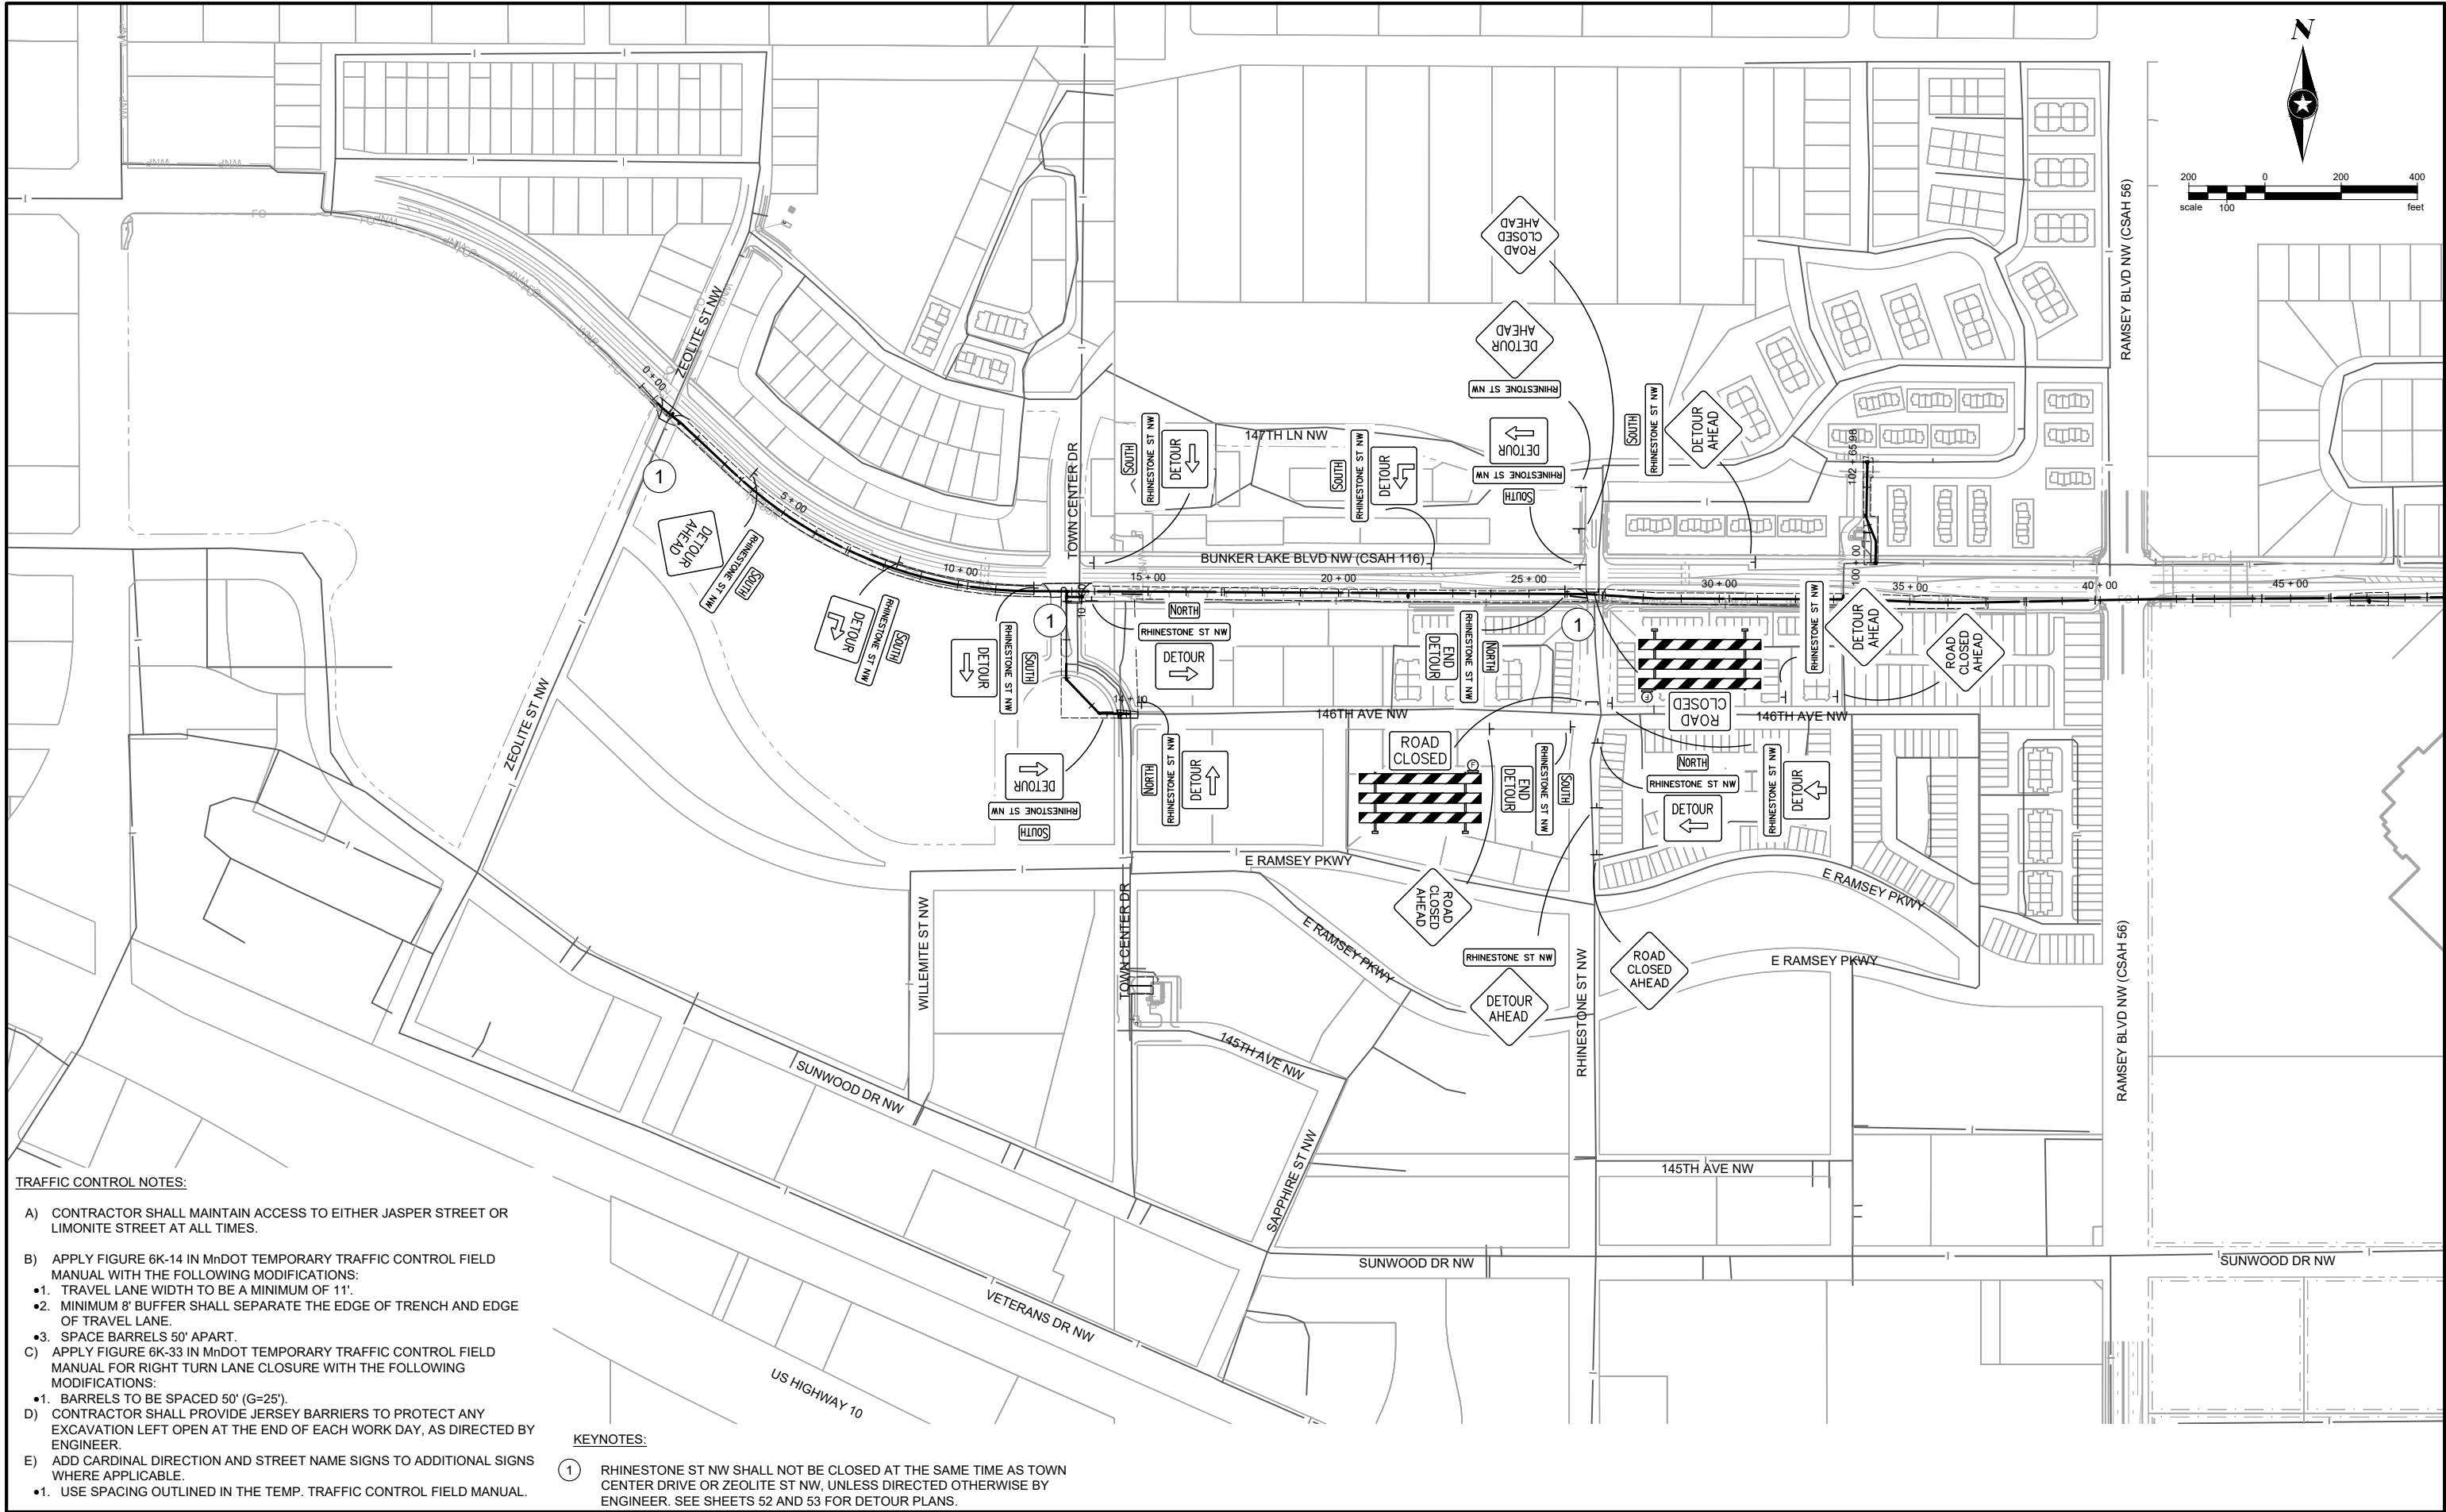 N
200 0 200 400
scale 100 feet
RAMSEY BLVD NW (CSAH 56)
ZEOLITE ST NW
TOWN CENTER DR
147TH LN NW
BUNKER LAKE BLVD NW (CSAH 116)
0 + 00
5 + 00
10 + 00
15 + 00
20 + 00
25 + 00
30 + 00
35 + 00
40 + 00
45 + 00
100 + 00
102 + 65.98
14 + 10
ROAD
CLOSED
AHEAD
DETOUR
AHEAD
RHINESTONE ST NW
DETOUR
RHINESTONE ST NW
SOUTH
SOUTH
RHINESTONE ST NW
DETOUR
SOUTH
RHINESTONE ST NW
DETOUR
SOUTH
RHINESTONE ST NW
DETOUR
AHEAD
1
DETOUR
AHEAD
RHINESTONE ST NW
SOUTH
DETOUR
RHINESTONE ST NW
SOUTH
DETOUR
RHINESTONE ST NW
SOUTH
1
NORTH
RHINESTONE ST NW
DETOUR
END
DETOUR
RHINESTONE ST NW
NORTH
1
F
ROAD
CLOSED
RHINESTONE ST NW
DETOUR
AHEAD
ROAD
CLOSED
AHEAD
146TH AVE NW
146TH AVE NW
DETOUR
RHINESTONE ST NW
SOUTH
NORTH
RHINESTONE ST NW
DETOUR
ROAD
CLOSED
F
END
DETOUR
RHINESTONE ST NW
SOUTH
NORTH
RHINESTONE ST NW
DETOUR
RHINESTONE ST NW
DETOUR
ZEOLITE ST NW
E RAMSEY PKWY
E RAMSEY PKWY
E RAMSEY PKWY
E RAMSEY PKWY
ROAD
CLOSED
AHEAD
RHINESTONE ST NW
DETOUR
AHEAD
ROAD
CLOSED
AHEAD
WILLEMITE ST NW
TOWN CENTER DR
RHINESTONE ST NW
RAMSEY BLVD NW (CSAH 56)
145TH AVE NW
145TH AVE NW
SUNWOOD DR NW
SAPPHIRE ST NW
SUNWOOD DR NW
SUNWOOD DR NW
VETERANS DR NW
US HIGHWAY 10
TRAFFIC CONTROL NOTES:
A) CONTRACTOR SHALL MAINTAIN ACCESS TO EITHER JASPER STREET OR
LIMONITE STREET AT ALL TIMES.
B) APPLY FIGURE 6K-14 IN MnDOT TEMPORARY TRAFFIC CONTROL FIELD
MANUAL WITH THE FOLLOWING MODIFICATIONS:
•1. TRAVEL LANE WIDTH TO BE A MINIMUM OF 11'.
•2. MINIMUM 8' BUFFER SHALL SEPARATE THE EDGE OF TRENCH AND EDGE
OF TRAVEL LANE.
•3. SPACE BARRELS 50' APART.
C) APPLY FIGURE 6K-33 IN MnDOT TEMPORARY TRAFFIC CONTROL FIELD
MANUAL FOR RIGHT TURN LANE CLOSURE WITH THE FOLLOWING
MODIFICATIONS:
•1. BARRELS TO BE SPACED 50' (G=25').
D) CONTRACTOR SHALL PROVIDE JERSEY BARRIERS TO PROTECT ANY
EXCAVATION LEFT OPEN AT THE END OF EACH WORK DAY, AS DIRECTED BY
ENGINEER.
E) ADD CARDINAL DIRECTION AND STREET NAME SIGNS TO ADDITIONAL SIGNS
WHERE APPLICABLE.
•1. USE SPACING OUTLINED IN THE TEMP. TRAFFIC CONTROL FIELD MANUAL.
KEYNOTES:
1 RHINESTONE ST NW SHALL NOT BE CLOSED AT THE SAME TIME AS TOWN
CENTER DRIVE OR ZEOLITE ST NW, UNLESS DIRECTED OTHERWISE BY
ENGINEER. SEE SHEETS 52 AND 53 FOR DETOUR PLANS.